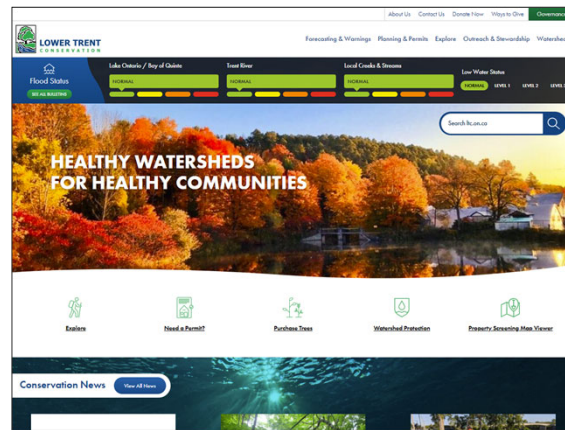 About Us Contact Us Donate Now Ways to Give Governance
LOWER TRENT
CONSERVATION
Forecasting & Warnings Planning & Permits Explore Outreach & Stewardship Watershed
Flood Status
SEE ALL BULLETINS
Lake Ontario / Bay of Quinte
NORMAL
Trent River
NORMAL
Local Creeks & Streams
NORMAL
Low Water Status
NORMAL LEVEL 1 LEVEL 2 LEVEL
Search ltc.on.ca
HEALTHY WATERSHEDS
FOR HEALTHY COMMUNITIES
Explore Need a Permit? Purchase Trees Watershed Protection Property Screening Map Viewer
Conservation News View All News